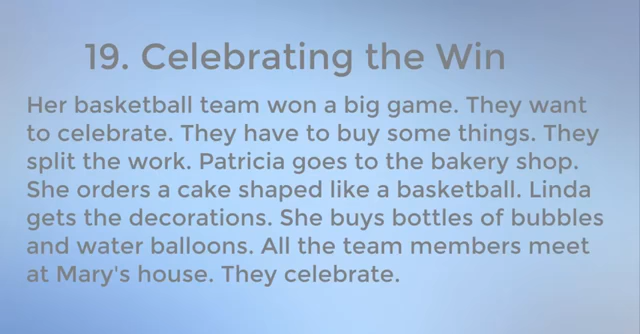 19. Celebrating the Win
Her basketball team won a big game. They want
to celebrate. They have to buy some things. They
split the work. Patricia goes to the bakery shop.
She orders a cake shaped like a basketball. Linda
gets the decorations. She buys bottles of bubbles
and water balloons. All the team members meet
at Mary's house. They celebrate.